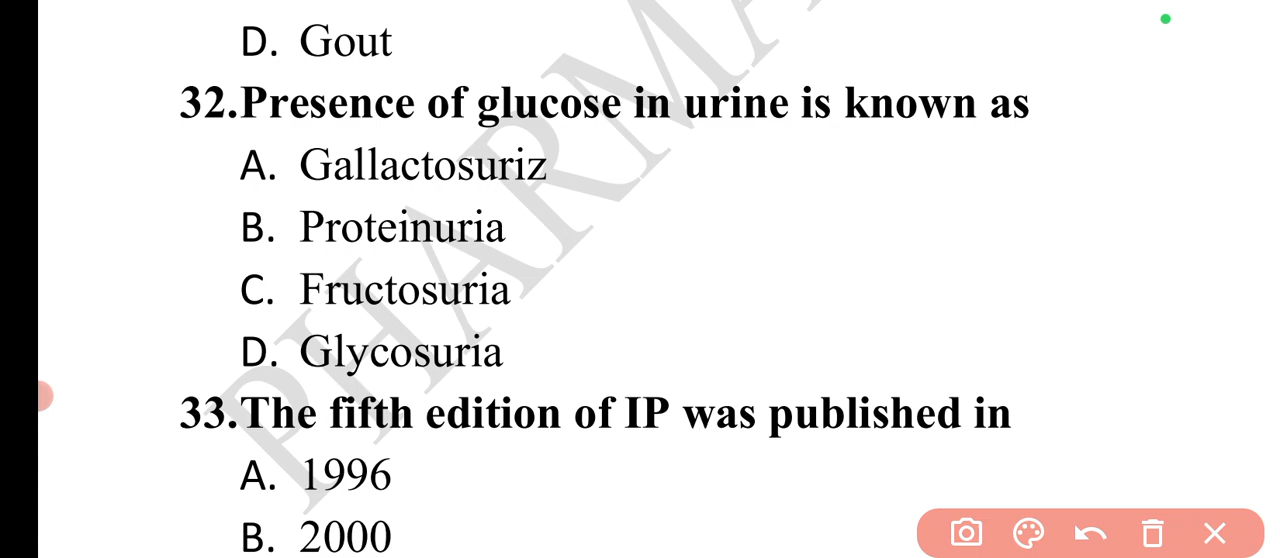 D. Gout
32.Presence of glucose in urine is known as
A. Gallactosuriz
B. Proteinuria
C. Fructosuria
D. Glycosuria
33.The fifth edition of IP was published in
A. 1996
B. 2000
PHARMA